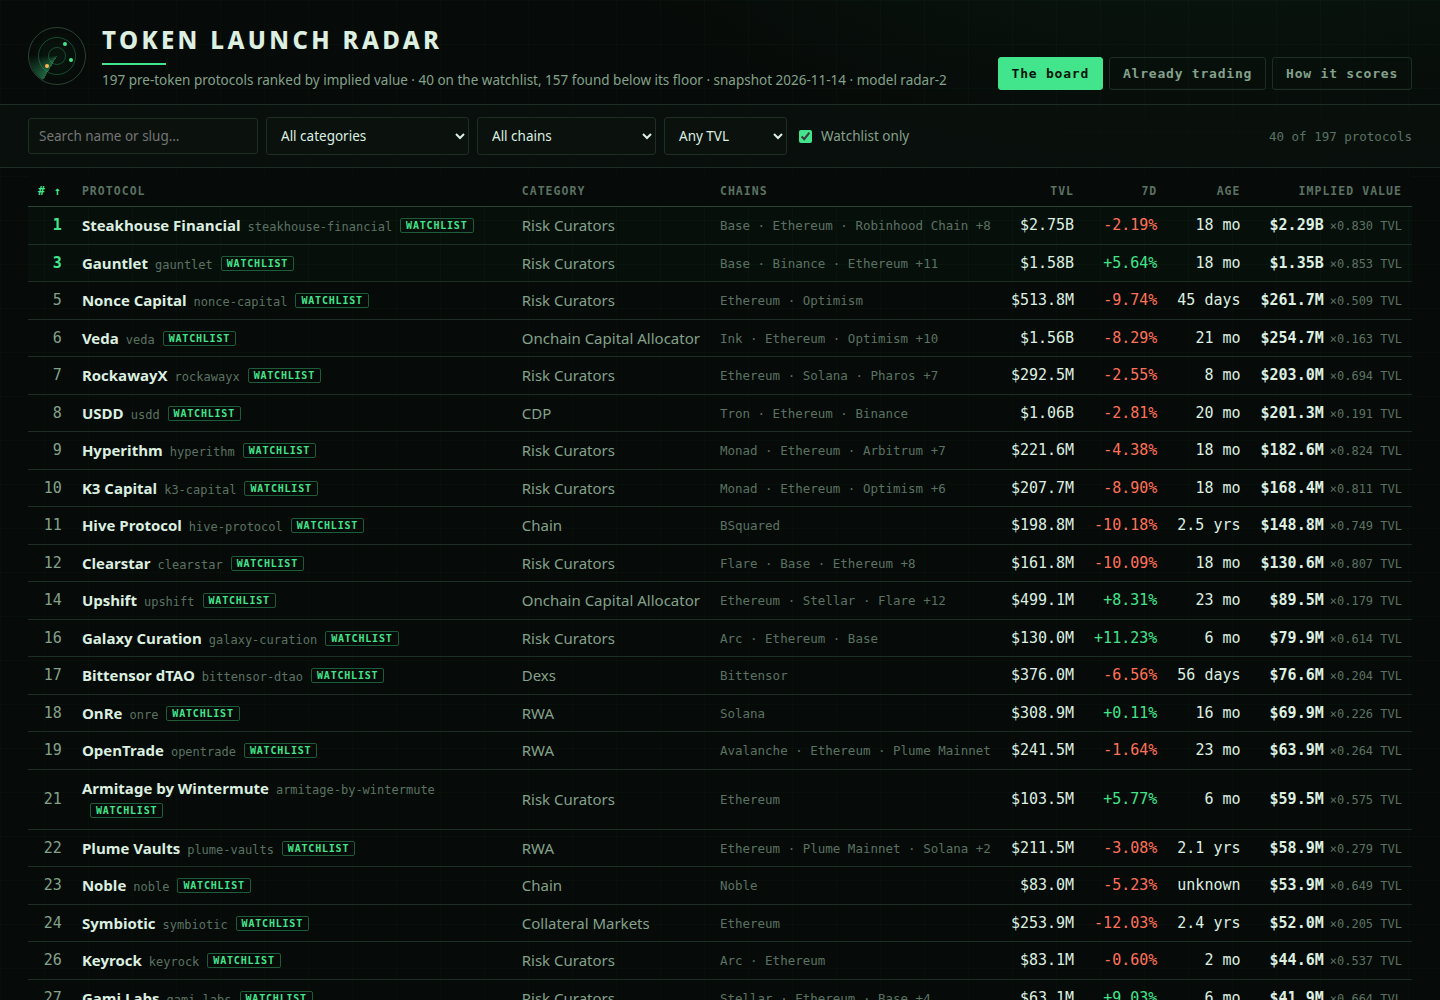 TOKEN LAUNCH RADAR
197 pre-token protocols ranked by implied value · 40 on the watchlist, 157 found below its floor · snapshot 2026-11-14 · model radar-2
The board Already trading How it scores
Search name or slug... All categories All chains Any TVL Watchlist only 40 of 197 protocols
# ↑ PROTOCOL CATEGORY CHAINS TVL 7D AGE IMPLIED VALUE
1 Steakhouse Financial steakhouse-financial WATCHLIST Risk Curators Base · Ethereum · Robinhood Chain +8 $2.75B -2.19% 18 mo $2.29B ×0.830 TVL
3 Gauntlet gauntlet WATCHLIST Risk Curators Base · Binance · Ethereum +11 $1.58B +5.64% 18 mo $1.35B ×0.853 TVL
5 Nonce Capital nonce-capital WATCHLIST Risk Curators Ethereum · Optimism $513.8M -9.74% 45 days $261.7M ×0.509 TVL
6 Veda veda WATCHLIST Onchain Capital Allocator Ink · Ethereum · Optimism +10 $1.56B -8.29% 21 mo $254.7M ×0.163 TVL
7 RockawayX rockawayx WATCHLIST Risk Curators Ethereum · Solana · Pharos +7 $292.5M -2.55% 8 mo $203.0M ×0.694 TVL
8 USDD usdd WATCHLIST CDP Tron · Ethereum · Binance $1.06B -2.81% 20 mo $201.3M ×0.191 TVL
9 Hyperithm hyperithm WATCHLIST Risk Curators Monad · Ethereum · Arbitrum +7 $221.6M -4.38% 18 mo $182.6M ×0.824 TVL
10 K3 Capital k3-capital WATCHLIST Risk Curators Monad · Ethereum · Optimism +6 $207.7M -8.90% 18 mo $168.4M ×0.811 TVL
11 Hive Protocol hive-protocol WATCHLIST Chain BSquared $198.8M -10.18% 2.5 yrs $148.8M ×0.749 TVL
12 Clearstar clearstar WATCHLIST Risk Curators Flare · Base · Ethereum +8 $161.8M -10.09% 18 mo $130.6M ×0.807 TVL
14 Upshift upshift WATCHLIST Onchain Capital Allocator Ethereum · Stellar · Flare +12 $499.1M +8.31% 23 mo $89.5M ×0.179 TVL
16 Galaxy Curation galaxy-curation WATCHLIST Risk Curators Arc · Ethereum · Base $130.0M +11.23% 6 mo $79.9M ×0.614 TVL
17 Bittensor dTAO bittensor-dtao WATCHLIST Dexs Bittensor $376.0M -6.56% 56 days $76.6M ×0.204 TVL
18 OnRe onre WATCHLIST RWA Solana $308.9M +0.11% 16 mo $69.9M ×0.226 TVL
19 OpenTrade opentrade WATCHLIST RWA Avalanche · Ethereum · Plume Mainnet $241.5M -1.64% 23 mo $63.9M ×0.264 TVL
21 Armitage by Wintermute armitage-by-wintermute WATCHLIST Risk Curators Ethereum $103.5M +5.77% 6 mo $59.5M ×0.575 TVL
22 Plume Vaults plume-vaults WATCHLIST RWA Ethereum · Plume Mainnet · Solana +2 $211.5M -3.08% 2.1 yrs $58.9M ×0.279 TVL
23 Noble noble WATCHLIST Chain Noble $83.0M -5.23% unknown $53.9M ×0.649 TVL
24 Symbiotic symbiotic WATCHLIST Collateral Markets Ethereum $253.9M -12.03% 2.4 yrs $52.0M ×0.205 TVL
26 Keyrock keyrock WATCHLIST Risk Curators Arc · Ethereum $83.1M -0.60% 2 mo $44.6M ×0.537 TVL
27 Gami Labs gami-labs WATCHLIST Risk Curators Stellar · Ethereum · Base +4 $63.1M +9.03% 6 mo $41.9M ×0.664 TVL